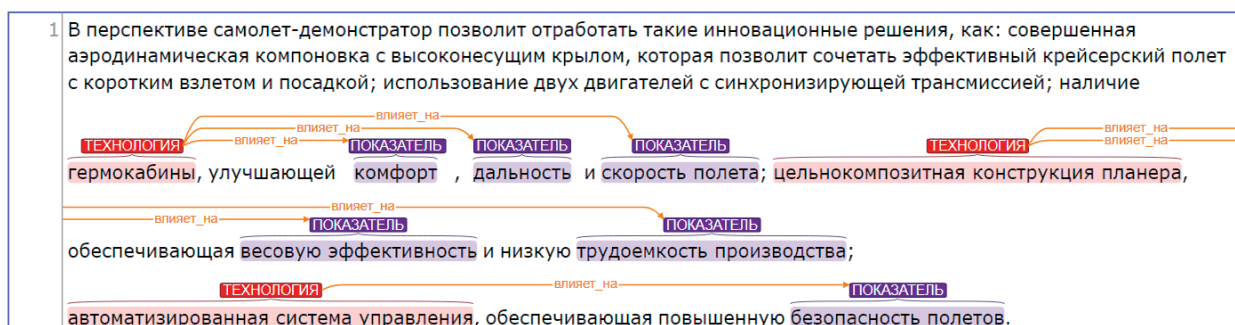 1 В перспективе самолет-демонстратор позволит отработать такие инновационные решения, как: совершенная
аэродинамическая компоновка с высоконесущим крылом, которая позволит сочетать эффективный крейсерский полет
с коротким взлетом и посадкой; использование двух двигателей с синхронизирующей трансмиссией; наличие
влияет_на
влияет_на влияет_на
ТЕХНОЛОГИЯ влияет_на ПОКАЗАТЕЛЬ ПОКАЗАТЕЛЬ ПОКАЗАТЕЛЬ ТЕХНОЛОГИЯ влияет_на
гермокабины, улучшающей комфорт , дальность и скорость полета; цельнокомпозитная конструкция планера,
влияет_на
влияет_на
ПОКАЗАТЕЛЬ ПОКАЗАТЕЛЬ
обеспечивающая весовую эффективность и низкую трудоемкость производства;
ТЕХНОЛОГИЯ влияет_на ПОКАЗАТЕЛЬ
автоматизированная система управления, обеспечивающая повышенную безопасность полетов.